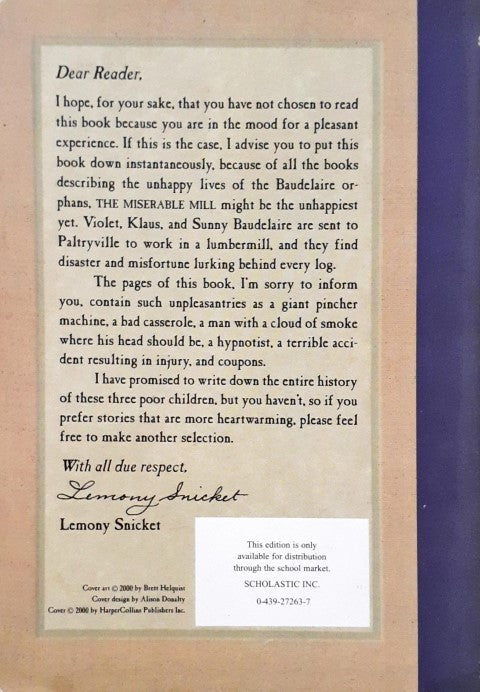 Dear Reader,
I hope, for your sake, that you have not chosen to read
this book because you are in the mood for a pleasant
experience. If this is the case, I advise you to put this
book down instantaneously, because of all the books
describing the unhappy lives of the Baudelaire or-
phans, THE MISERABLE MILL might be the unhappiest
yet. Violet, Klaus, and Sunny Baudelaire are sent to
Paltryville to work in a lumbermill, and they find
disaster and misfortune lurking behind every log.
The pages of this book, I'm sorry to inform
you, contain such unpleasantries as a giant pincher
machine, a bad casserole, a man with a cloud of smoke
where his head should be, a hypnotist, a terrible acci-
dent resulting in injury, and coupons.
I have promised to write down the entire history
of these three poor children, but you haven't, so if you
prefer stories that are more heartwarming, please feel
free to make another selection.
With all due respect,
Lemony Snicket
Lemony Snicket
This edition is only
available for distribution
through the school market.
SCHOLASTIC INC.
0-439-27263-7
Cover art © 2000 by Brett Helquist
Cover design by Alison Donalty
Cover © 2000 by HarperCollins Publishers Inc.